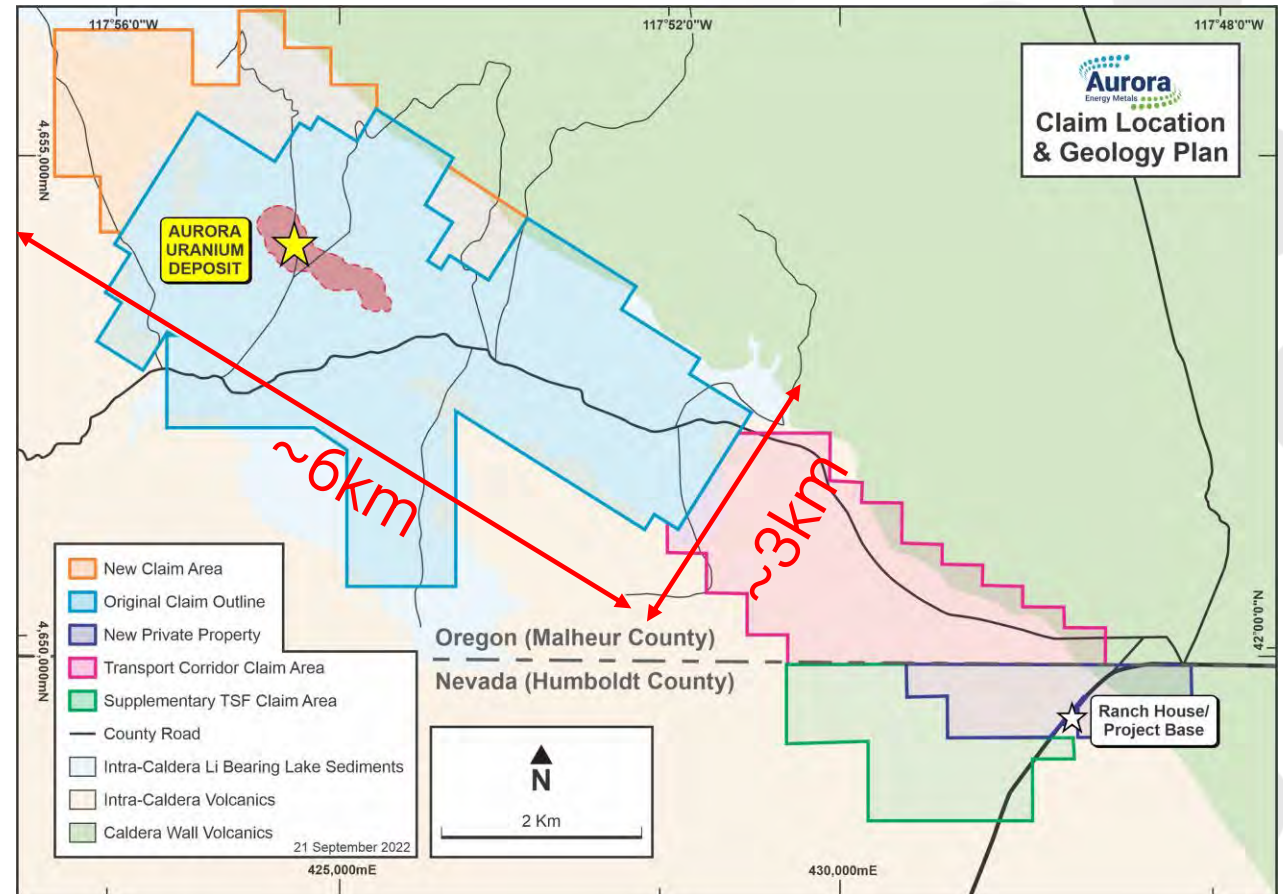 117°56'0"W
117°52'0"W
117°48'0"W
Aurora
Energy Metals
Claim Location
& Geology Plan
4,655,000mN
AURORA
URANIUM
DEPOSIT
~6km
~3km
New Claim Area
Original Claim Outline
New Private Property
Transport Corridor Claim Area
Supplementary TSF Claim Area
County Road
Intra-Caldera Li Bearing Lake Sediments
Intra-Caldera Volcanics
Caldera Wall Volcanics
21 September 2022
4,650,000mN
Oregon (Malheur County)
Nevada (Humboldt County)
42°00'0"N
Ranch House/
Project Base
N
2 Km
425,000mE
430,000mE